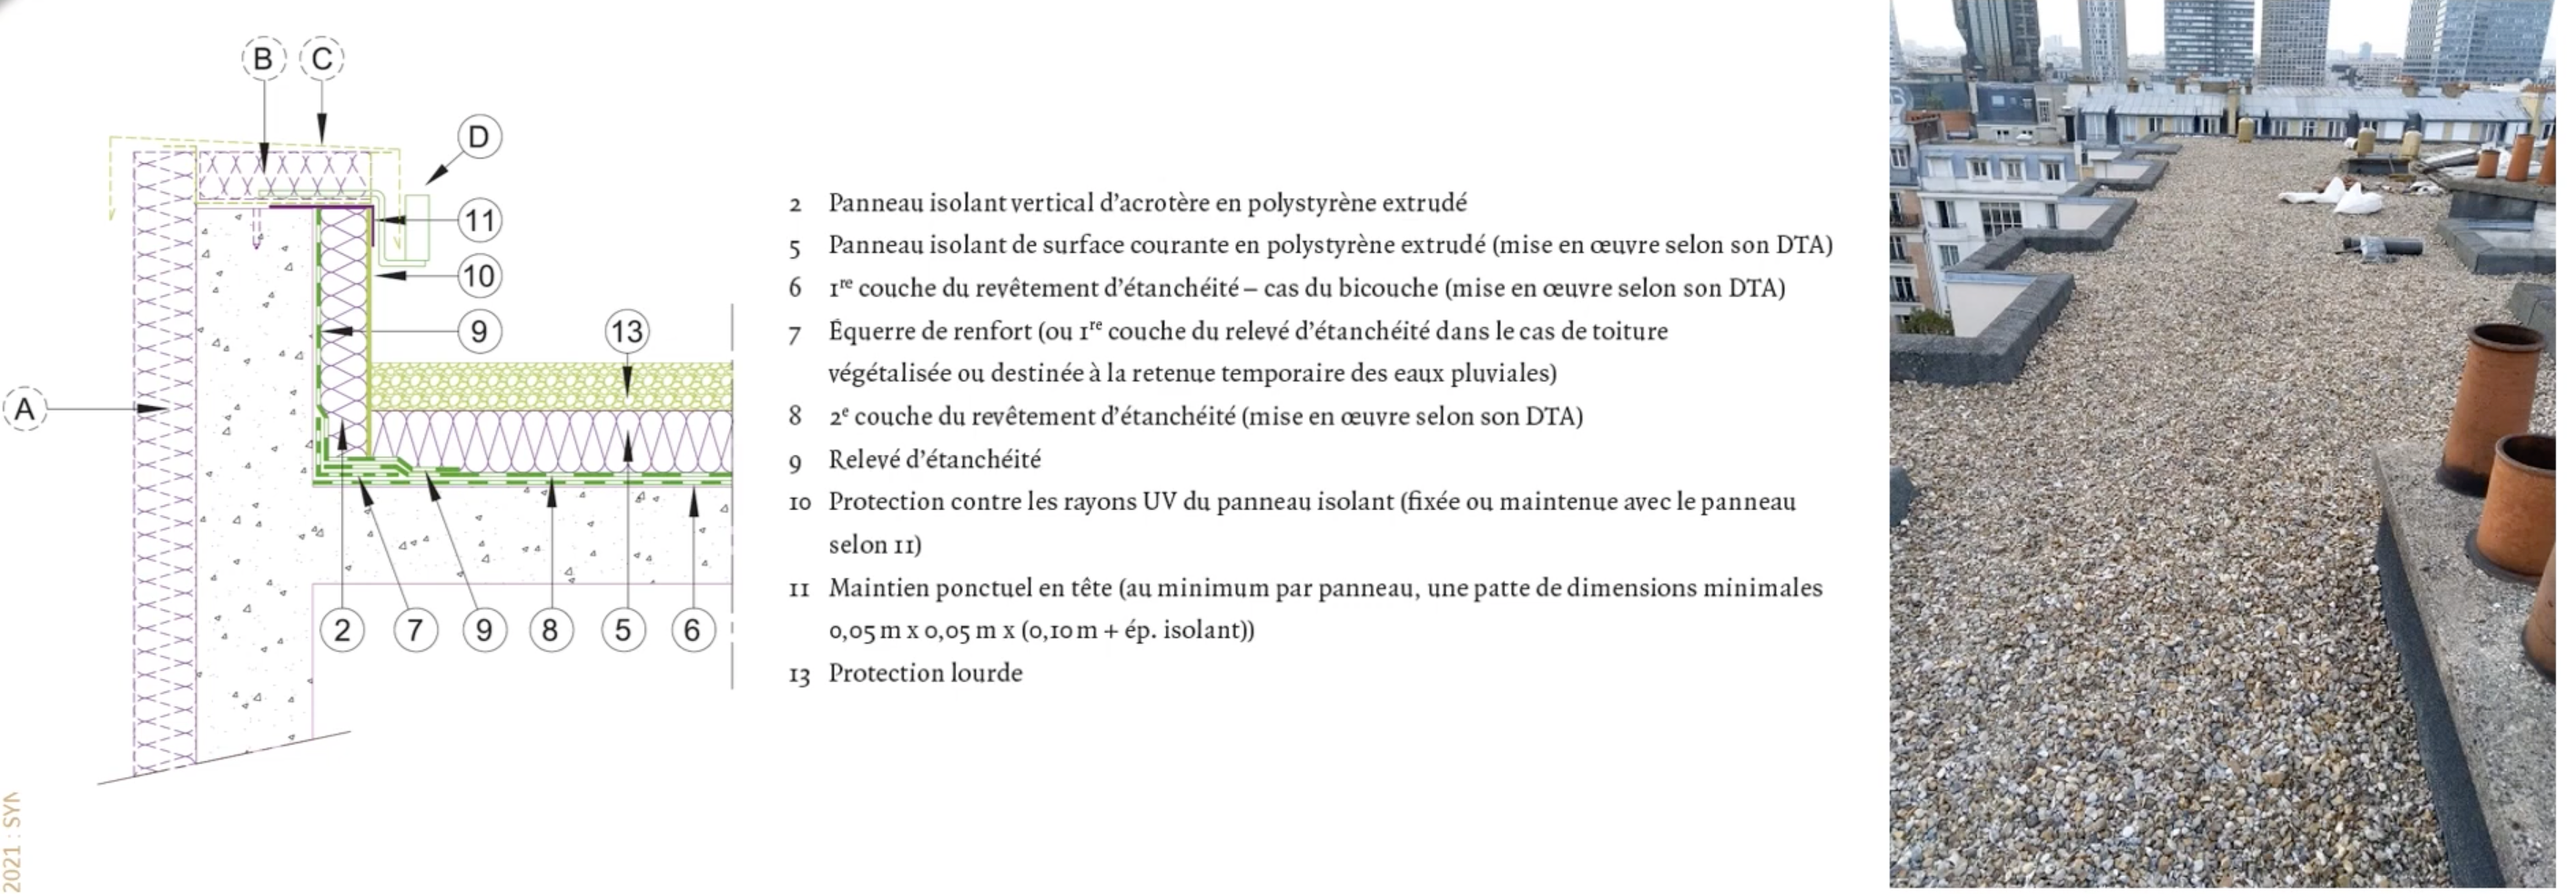 B C
D
11
10
9
13
A
2 7 9 8 5 6
2 Panneau isolant vertical d'acrotère en polystyrène extrudé
5 Panneau isolant de surface courante en polystyrène extrudé (mise en œuvre selon son DTA)
6 1re couche du revêtement d'étanchéité – cas du bicouche (mise en œuvre selon son DTA)
7 Équerre de renfort (ou 1re couche du relevé d'étanchéité dans le cas de toiture
végétalisée ou destinée à la retenue temporaire des eaux pluviales)
8 2e couche du revêtement d'étanchéité (mise en œuvre selon son DTA)
9 Relevé d'étanchéité
10 Protection contre les rayons UV du panneau isolant (fixée ou maintenue avec le panneau
selon 11)
11 Maintien ponctuel en tête (au minimum par panneau, une patte de dimensions minimales
0,05 m x 0,05 m x (0,10 m + ép. isolant))
13 Protection lourde
2021 : SYN